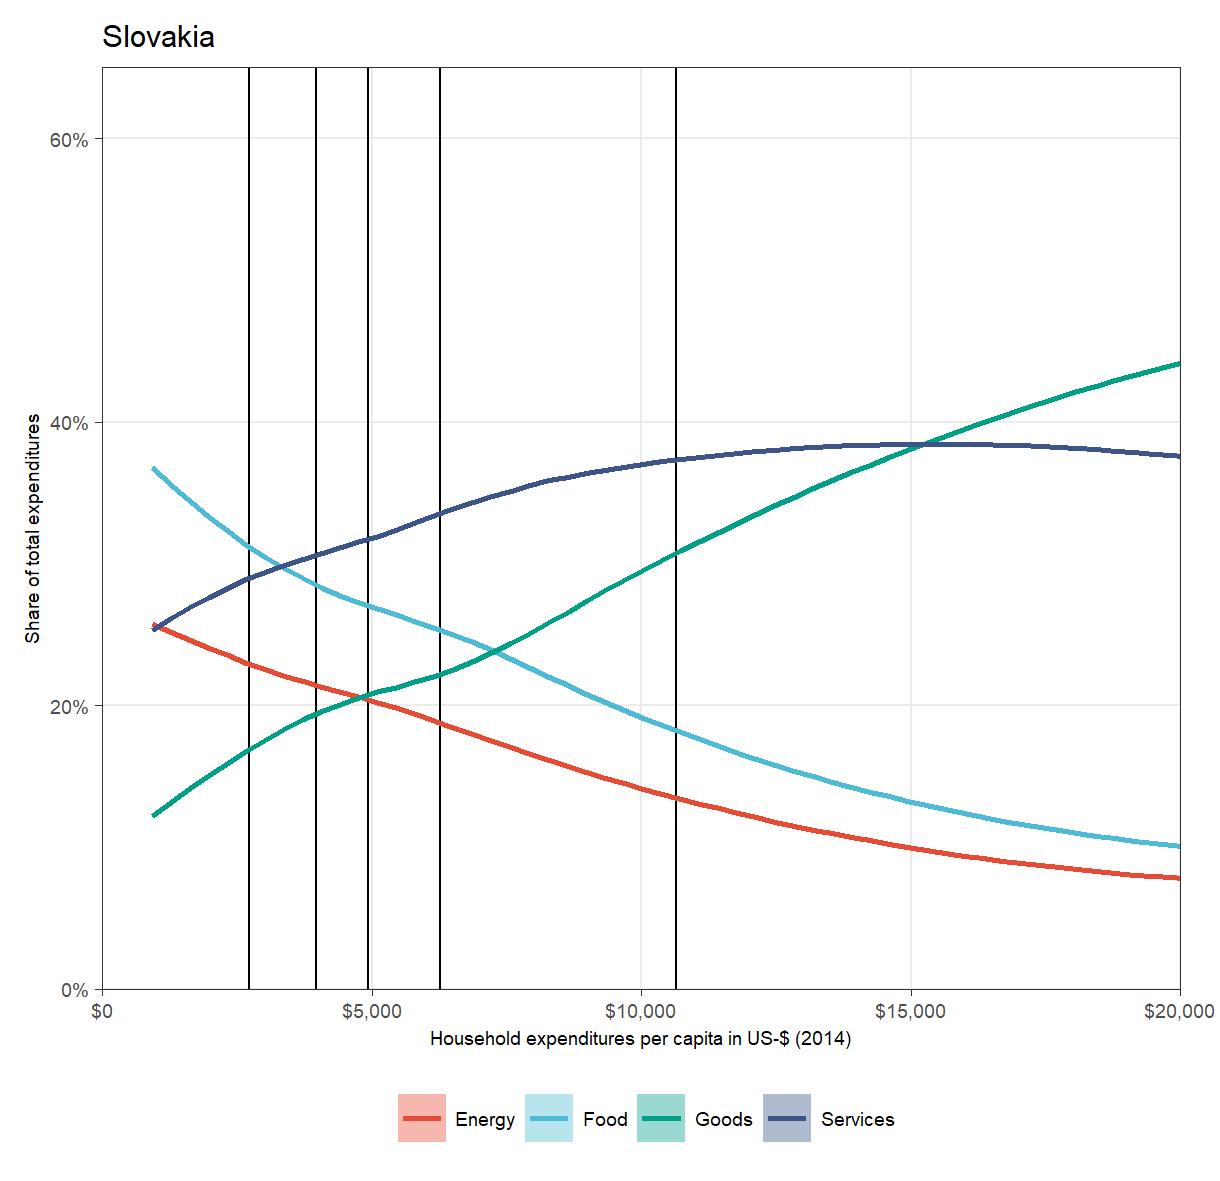 Slovakia
60%
40%
20%
0%
Share of total expenditures
$0 $5,000 $10,000 $15,000 $20,000
Household expenditures per capita in US-$ (2014)
Energy Food Goods Services